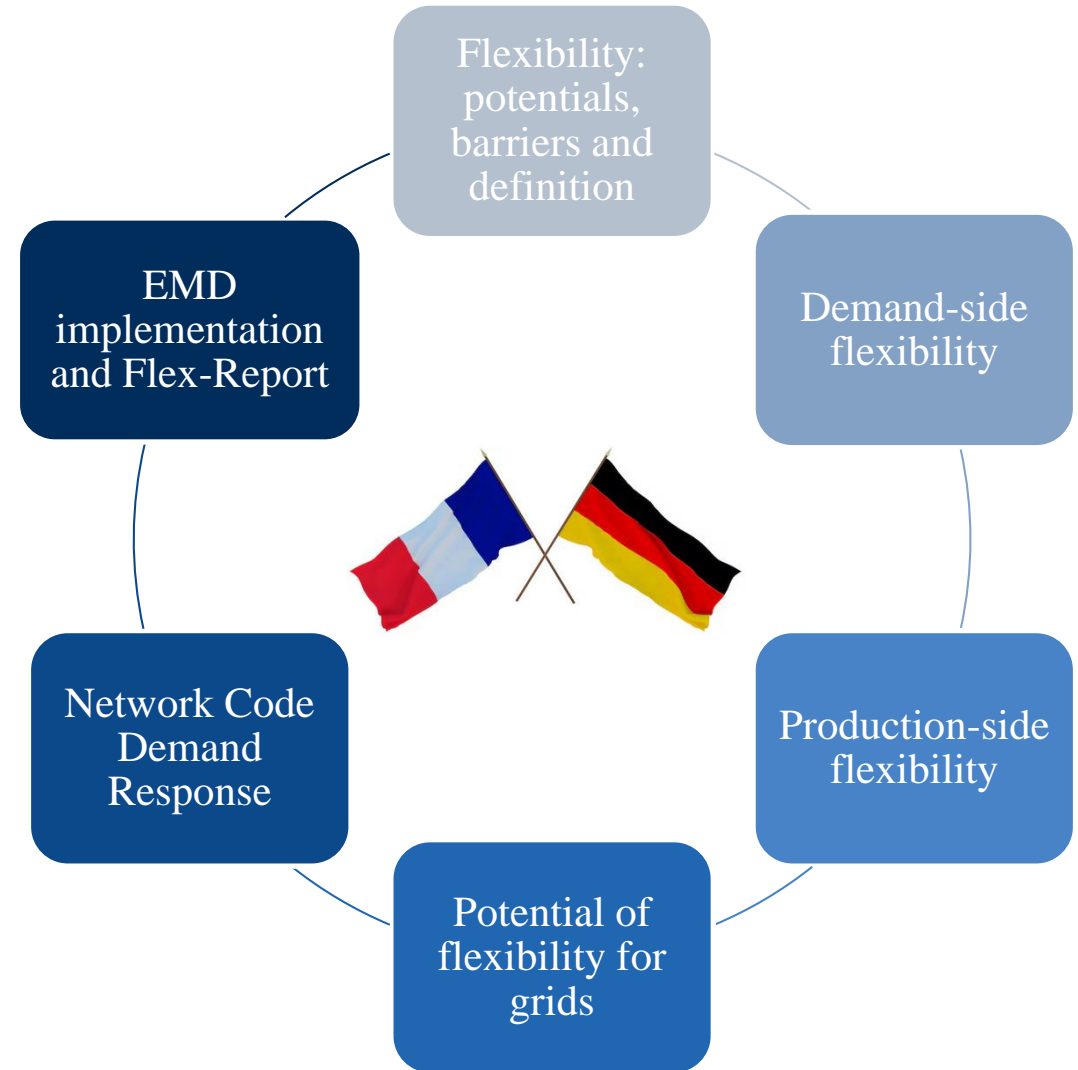 Flexibility:
potentials,
barriers and
definition
Demand-side
flexibility
Production-side
flexibility
Potential of
flexibility for
grids
Network Code
Demand
Response
EMD
implementation
and Flex-Report